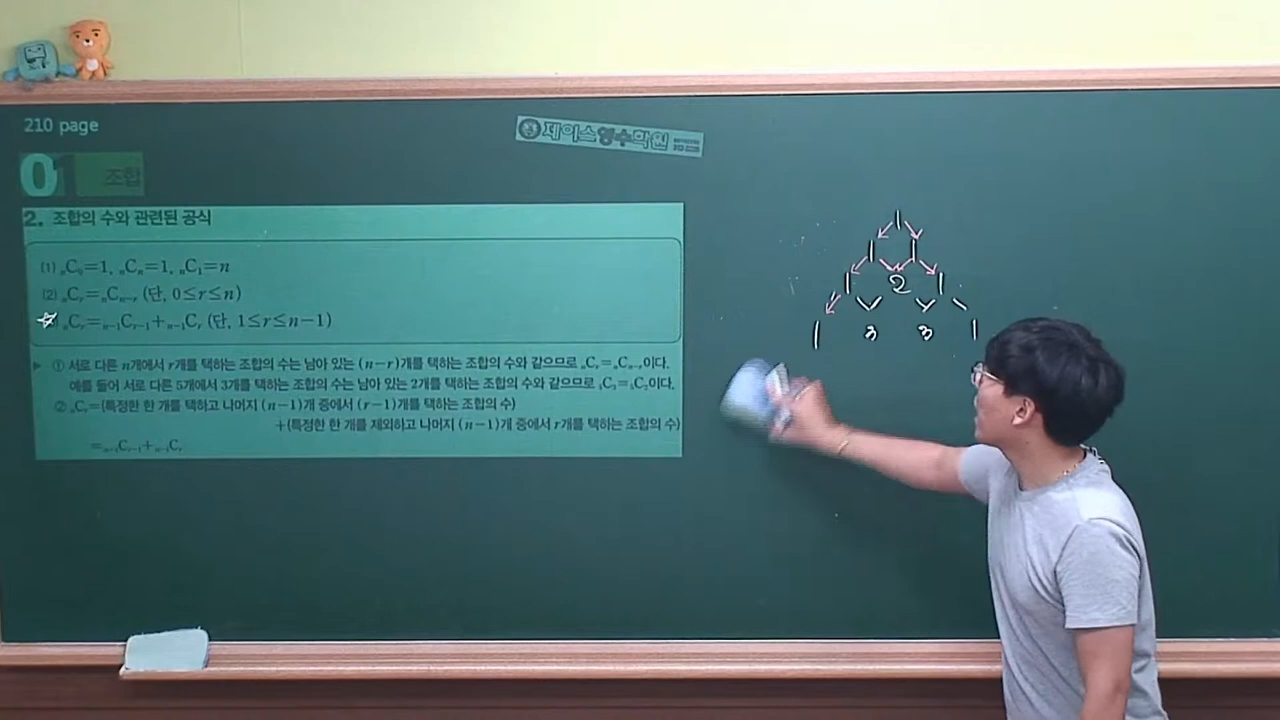 210 page
제이스영수학원
01 조합
2. 조합의 수와 관련된 공식
(1) ₙC₀=1, ₙCₙ=1, ₙC₁=n
(2) ₙCᵣ=ₙCₙ₋ᵣ (단, 0≤r≤n)
☆ ₙCᵣ=ₙ₋₁Cᵣ₋₁+ₙ₋₁Cᵣ (단, 1≤r≤n-1)
▶ ① 서로 다른 n개에서 r개를 택하는 조합의 수는 남아 있는 (n-r)개를 택하는 조합의 수와 같으므로 ₙCᵣ=ₙCₙ₋ᵣ이다.
예를 들어 서로 다른 5개에서 3개를 택하는 조합의 수는 남아 있는 2개를 택하는 조합의 수와 같으므로 ₅C₃=₅C₂이다.
② ₙCᵣ=(특정한 한 개를 택하고 나머지 (n-1)개 중에서 (r-1)개를 택하는 조합의 수)
+(특정한 한 개를 제외하고 나머지 (n-1)개 중에서 r개를 택하는 조합의 수)
=ₙ₋₁Cᵣ₋₁+ₙ₋₁Cᵣ
1
1 1
1 2 1
1 3 3 1